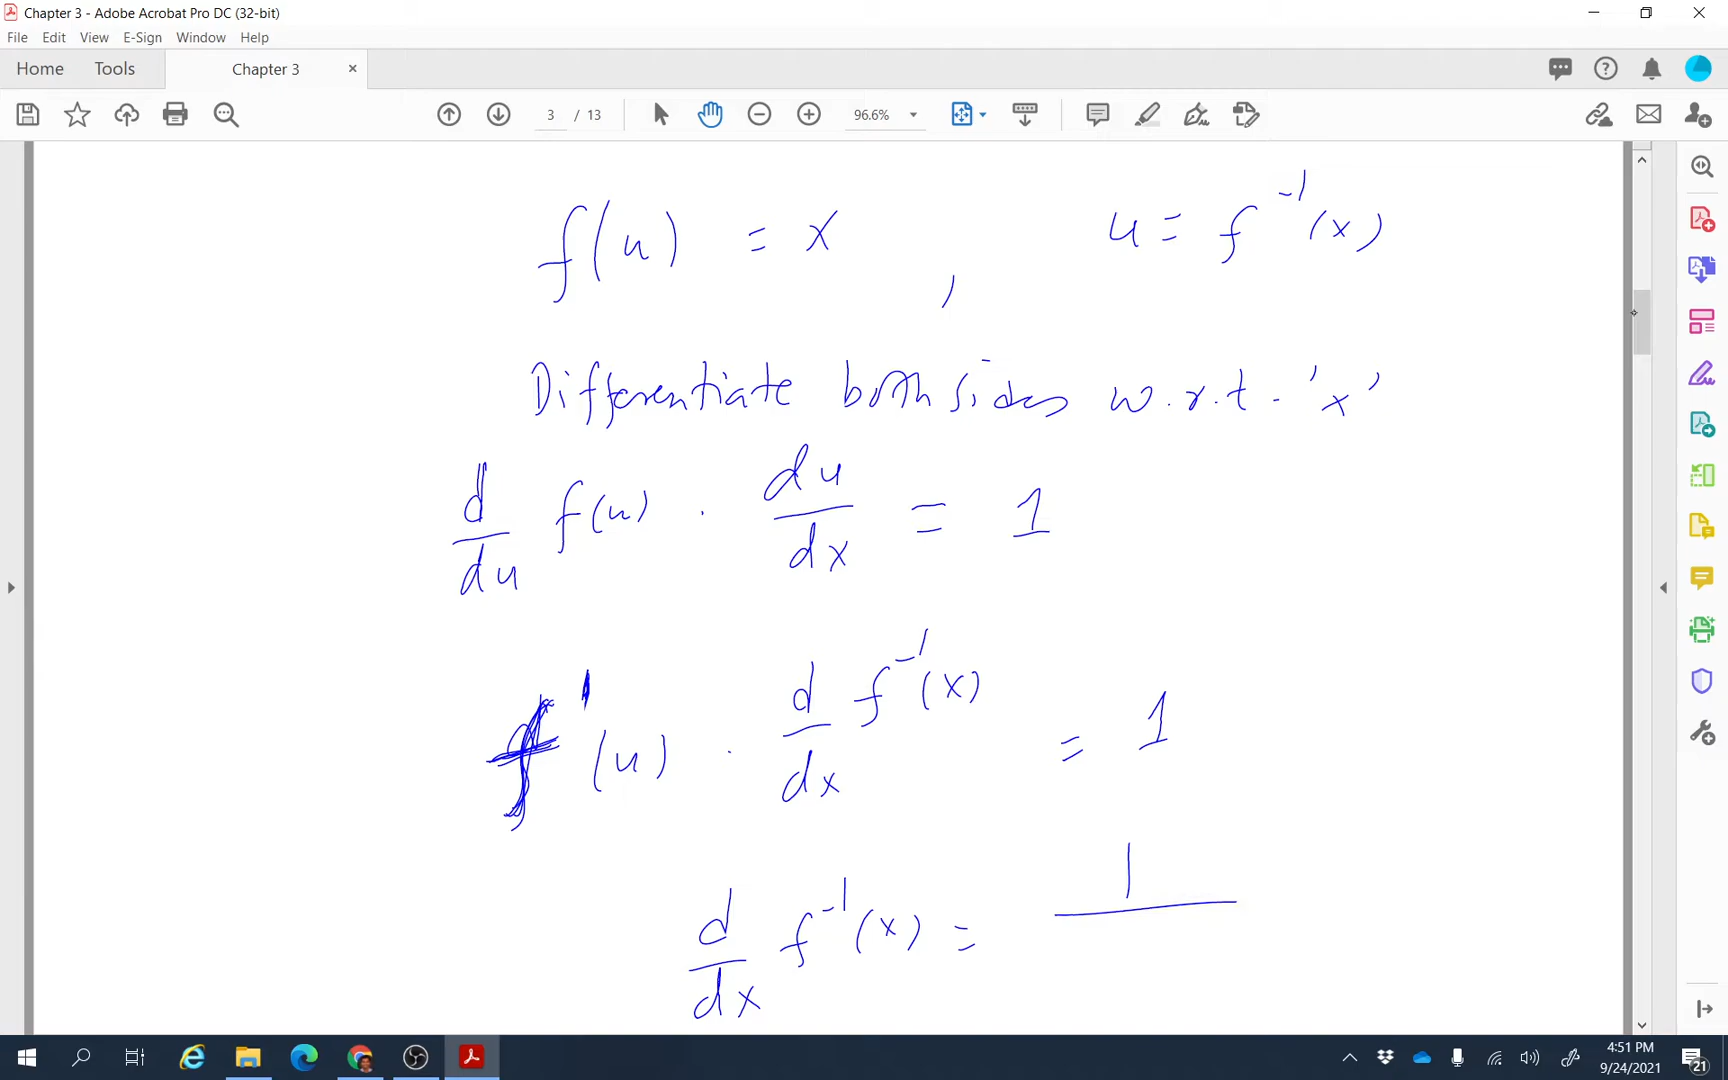 Chapter 3 - Adobe Acrobat Pro DC (32-bit)
File Edit View E-Sign Window Help
Home Tools Chapter 3 ×
3 / 13 96.6%
f(u) = x , u = f⁻¹(x)
Differentiate both sides w.r.t. 'x'
d/du f(u) . du/dx = 1
f'(u) . d/dx f⁻¹(x) = 1
d/dx f⁻¹(x) = 1/
4:51 PM
9/24/2021
21